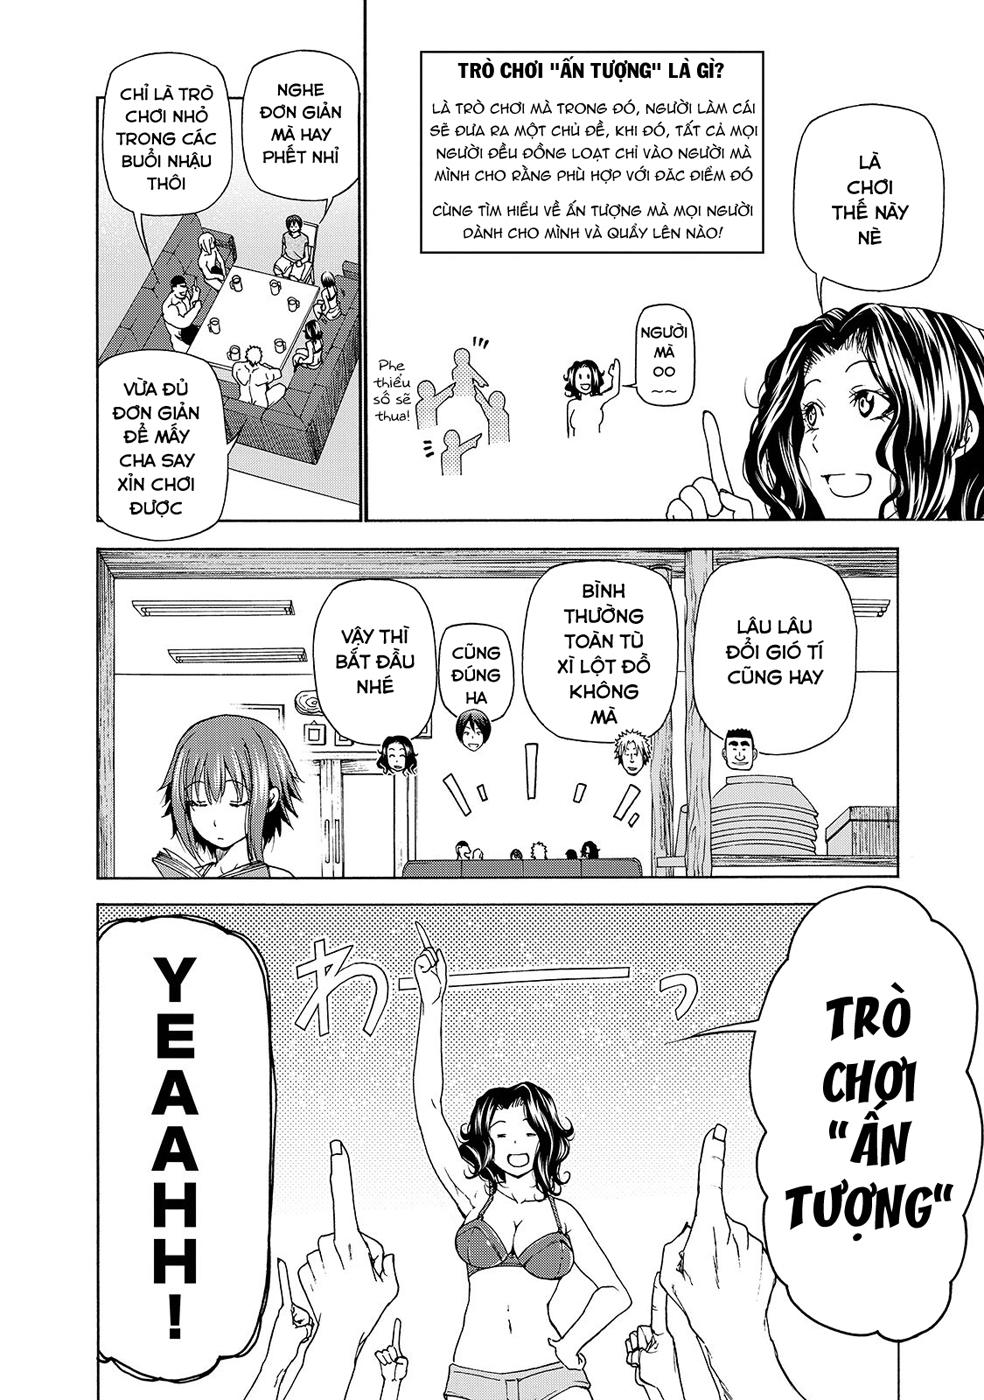 TRÒ CHƠI "ẤN TƯỢNG" LÀ GÌ?
LÀ TRÒ CHƠI MÀ TRONG ĐÓ, NGƯỜI LÀM CÁI
SẼ ĐƯA RA MỘT CHỦ ĐỀ, KHI ĐÓ, TẤT CẢ MỌI
NGƯỜI ĐỀU ĐỒNG LOẠT CHỈ VÀO NGƯỜI MÀ
MÌNH CHO RẰNG PHÙ HỢP VỚI ĐẶC ĐIỂM ĐÓ
CÙNG TÌM HIỂU VỀ ẤN TƯỢNG MÀ MỌI NGƯỜI
DÀNH CHO MÌNH VÀ QUẨY LÊN NÀO!
LÀ
CHƠI
THẾ NÀY
NÈ
NGƯỜI
MÀ
OO
~~
Phe
thiểu
số sẽ
thua!
NGHE
ĐƠN GIẢN
MÀ HAY
PHẾT NHỈ
CHỈ LÀ TRÒ
CHƠI NHỎ
TRONG CÁC
BUỔI NHẬU
THÔI
VỪA ĐỦ
ĐƠN GIẢN
ĐỂ MẤY
CHA SAY
XỈN CHƠI
ĐƯỢC
LÂU LÂU
ĐỔI GIÓ TÍ
CŨNG HAY
BÌNH
THƯỜNG
TOÀN TÙ
XÌ LỘT ĐỒ
KHÔNG
MÀ
CŨNG
ĐÚNG
HA
VẬY THÌ
BẮT ĐẦU
NHÉ
TRÒ
CHƠI
"ẤN
TƯỢNG"
わーっ
YEAAHH!